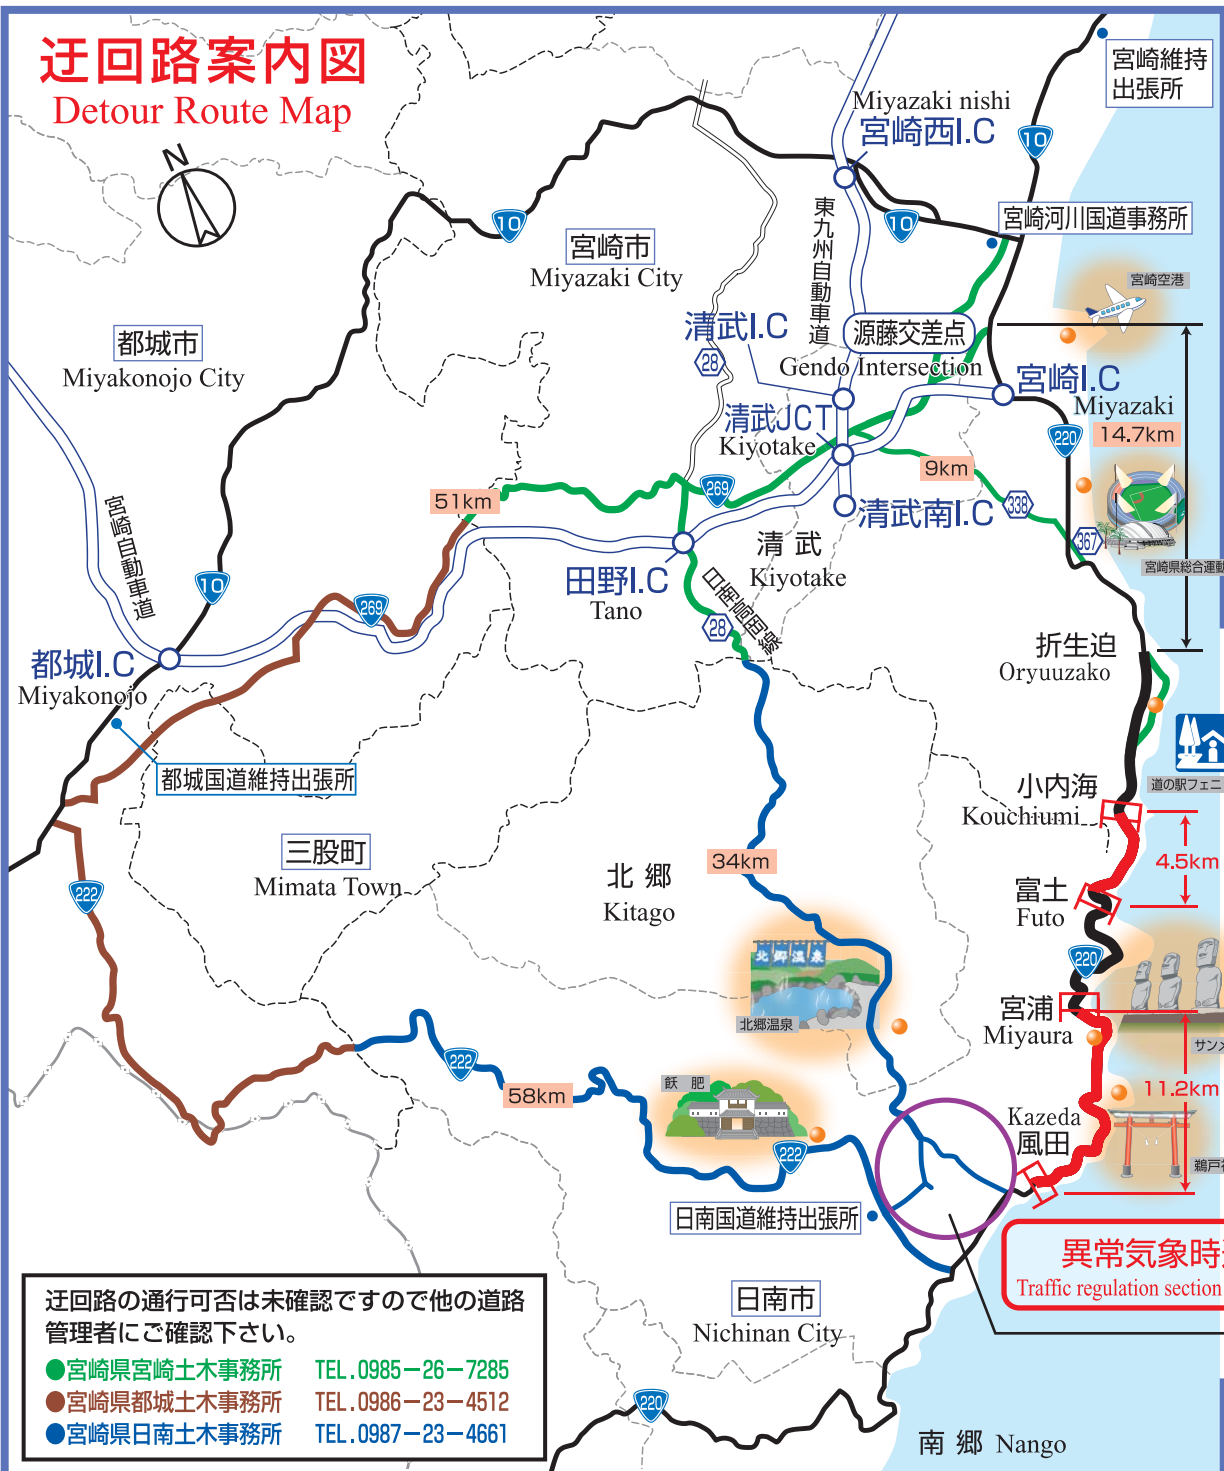 迂回路案内図
Detour Route Map
N
宮崎維持
出張所
10
Miyazaki nishi
宮崎西I.C
10
10
宮崎河川国道事務所
東九州自動車道
宮崎市
Miyazaki City
宮崎空港
都城市
Miyakonojo City
清武I.C
28
源藤交差点
Gendo Intersection
宮崎I.C
Miyazaki
清武JCT
Kiyotake
220
14.7km
9km
51km
269
338
清武南I.C
367
宮崎県総合運動
宮崎自動車道
10
269
田野I.C
Tano
清武
Kiyotake
日南高岡線
28
都城I.C
Miyakonojo
折生迫
Oryuuzako
都城国道維持出張所
道の駅フェニ
小内海
Kouchiumi
4.5km
三股町
Mimata Town
34km
北郷
Kitago
222
富土
Futo
220
北郷温泉
北郷温泉
宮浦
Miyaura
サンメ
222
58km
飫肥
11.2km
Kazeda
風田
222
鵜戸神
日南国道維持出張所
異常気象時
Traffic regulation section
日南市
Nichinan City
迂回路の通行可否は未確認ですので他の道路
管理者にご確認下さい。
●宮崎県宮崎土木事務所 TEL.0985-26-7285
●宮崎県都城土木事務所 TEL.0986-23-4512
●宮崎県日南土木事務所 TEL.0987-23-4661
220
南郷 Nango